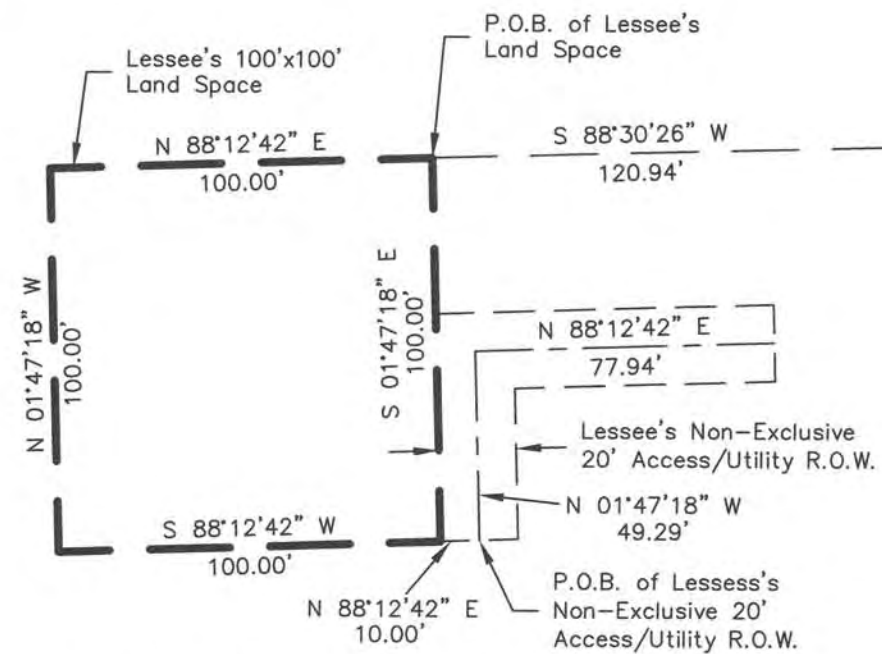 P.O.B. of Lessee's
Land Space
Lessee's 100'x100'
Land Space
N 88°12'42" E
100.00'
S 88°30'26" W
120.94'
N 01°47'18" W
100.00'
S 01°47'18" E
100.00'
N 88°12'42" E
77.94'
Lessee's Non-Exclusive
20' Access/Utility R.O.W.
N 01°47'18" W
49.29'
S 88°12'42" W
100.00'
N 88°12'42" E
10.00'
P.O.B. of Lessess's
Non-Exclusive 20'
Access/Utility R.O.W.